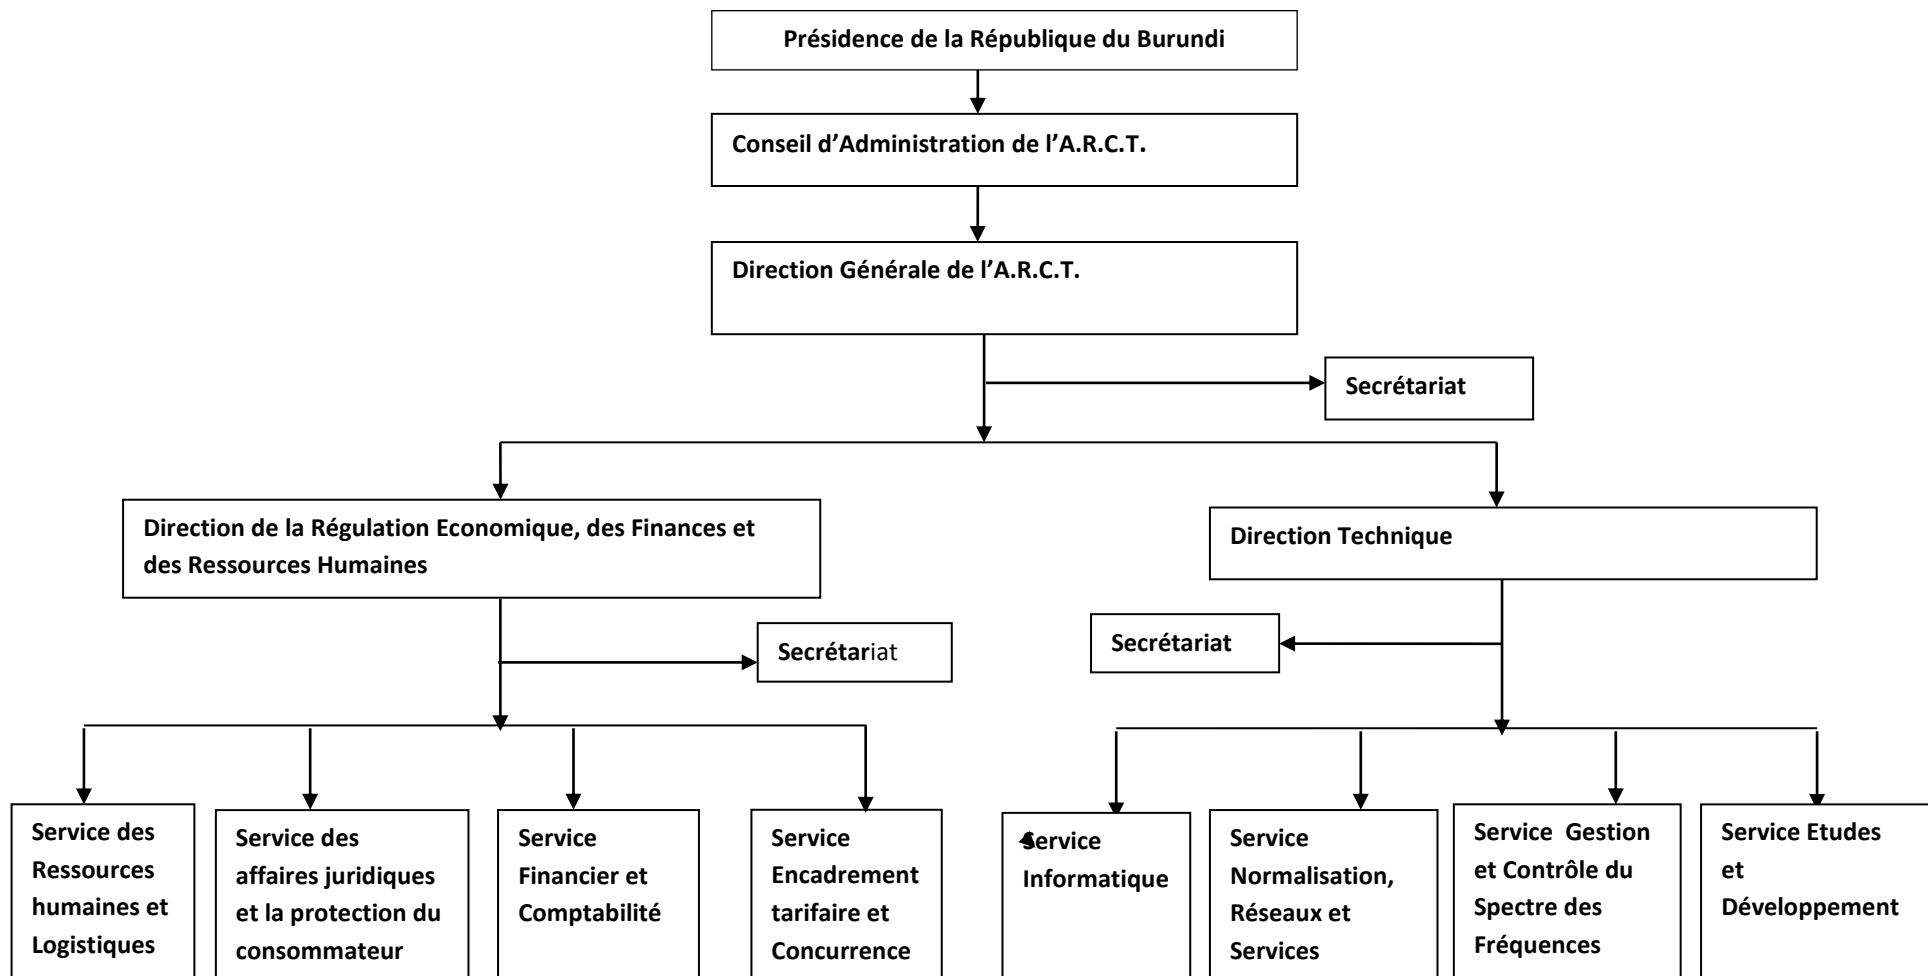 Présidence de la République du Burundi
Conseil d’Administration de l’A.R.C.T.
Direction Générale de l’A.R.C.T.
Secrétariat
Direction de la Régulation Economique, des Finances et
des Ressources Humaines
Direction Technique
Secrétariat
Secrétariat
Service des
Ressources
humaines et
Logistiques
Service des
affaires juridiques
et la protection du
consommateur
Service
Financier et
Comptabilité
Service
Encadrement
tarifaire et
Concurrence
Service
Informatique
Service
Normalisation,
Réseaux et
Services
Service Gestion
et Contrôle du
Spectre des
Fréquences
Service Etudes
et
Développement